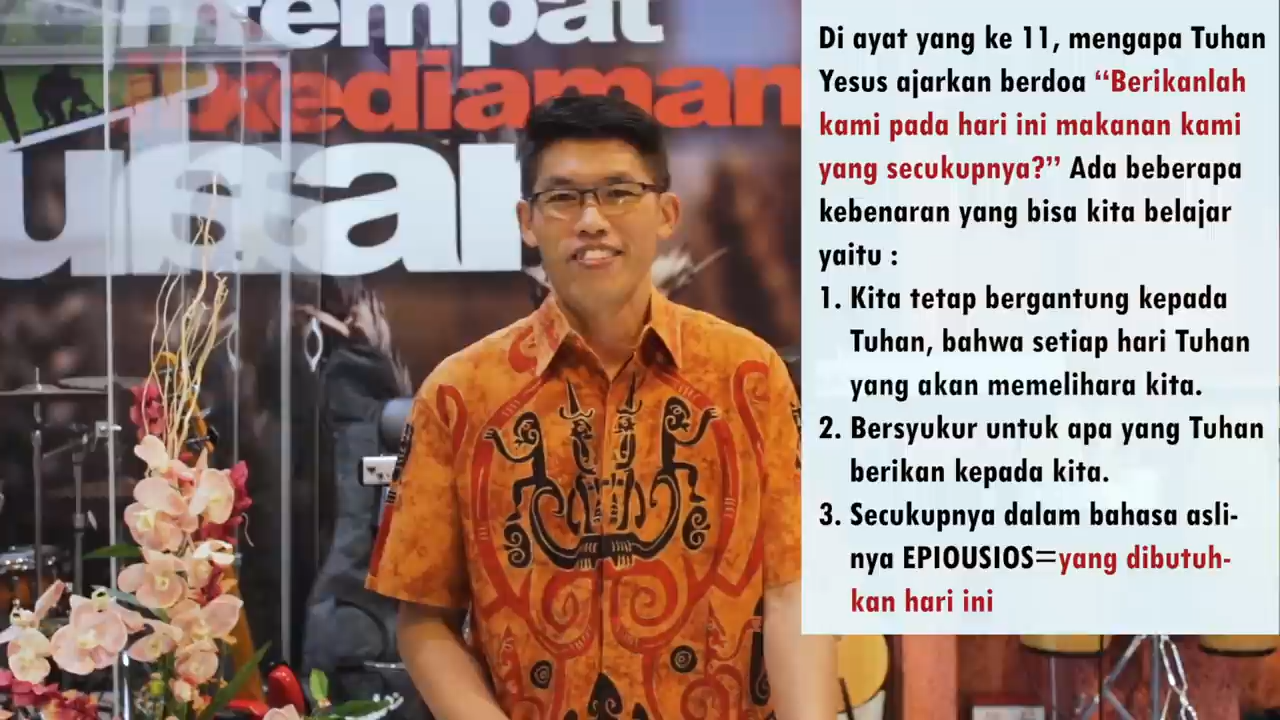 mtempat
kediaman
Di ayat yang ke 11, mengapa Tuhan
Yesus ajarkan berdoa “Berikanlah
kami pada hari ini makanan kami
yang secukupnya?” Ada beberapa
kebenaran yang bisa kita belajar
yaitu :
1. Kita tetap bergantung kepada
Tuhan, bahwa setiap hari Tuhan
yang akan memelihara kita.
2. Bersyukur untuk apa yang Tuhan
berikan kepada kita.
3. Secukupnya dalam bahasa asli-
nya EPIOUSIOS=yang dibutuh-
kan hari ini